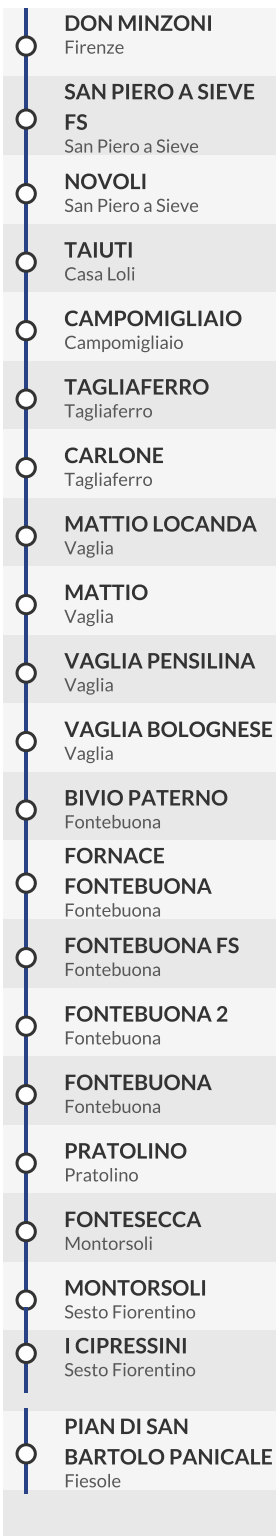 DON MINZONI
Firenze
SAN PIERO A SIEVE
FS
San Piero a Sieve
NOVOLI
San Piero a Sieve
TAIUTI
Casa Loli
CAMPOMIGLIAIO
Campomigliaio
TAGLIAFERRO
Tagliaferro
CARLONE
Tagliaferro
MATTIO LOCANDA
Vaglia
MATTIO
Vaglia
VAGLIA PENSILINA
Vaglia
VAGLIA BOLOGNESE
Vaglia
BIVIO PATERNO
Fontebuona
FORNACE
FONTEBUONA
Fontebuona
FONTEBUONA FS
Fontebuona
FONTEBUONA 2
Fontebuona
FONTEBUONA
Fontebuona
PRATOLINO
Pratolino
FONTESECCA
Montorsoli
MONTORSOLI
Sesto Fiorentino
I CIPRESSINI
Sesto Fiorentino
PIAN DI SAN
BARTOLO PANICALE
Fiesole